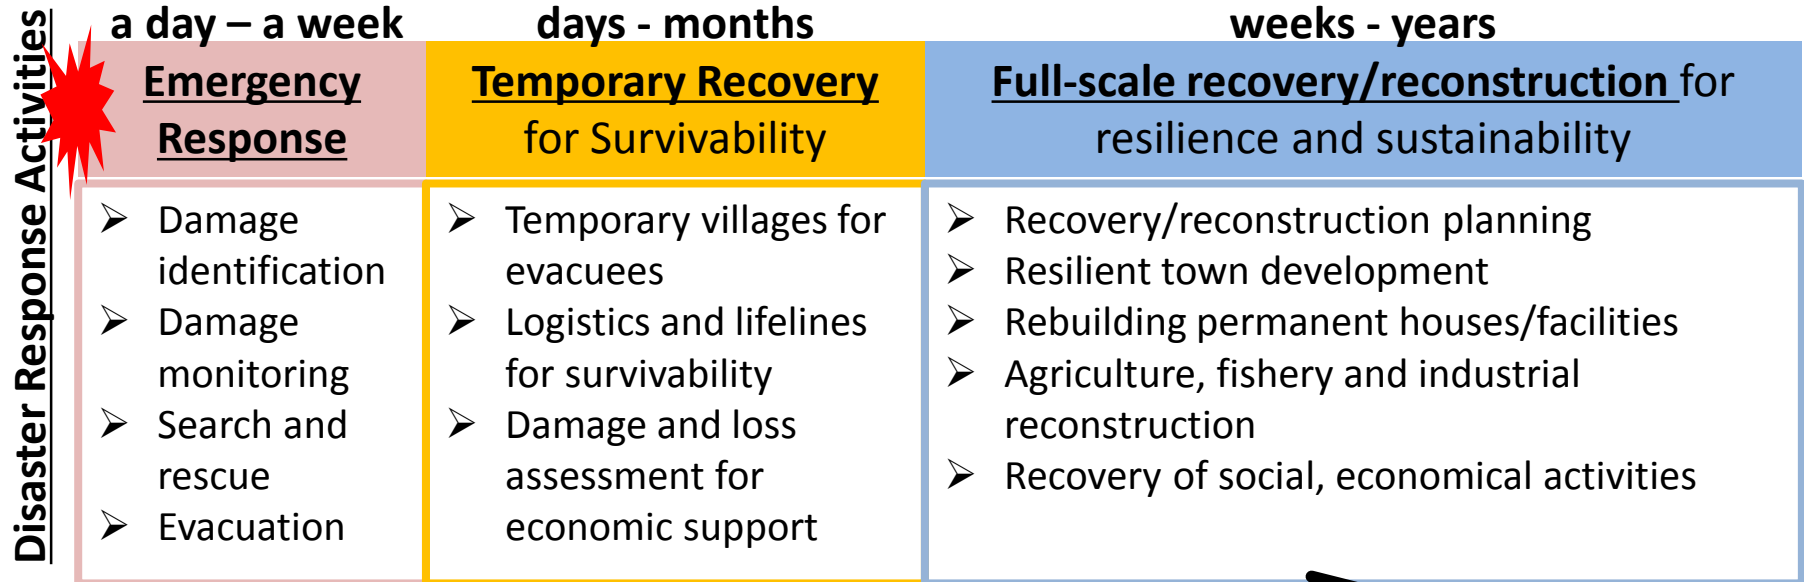 Disaster Response Activities
a day – a week
days - months
weeks - years
Emergency
Response
Temporary Recovery
for Survivability
Full-scale recovery/reconstruction for
resilience and sustainability
➢ Damage
identification
➢ Damage
monitoring
➢ Search and
rescue
➢ Evacuation
➢ Temporary villages for
evacuees
➢ Logistics and lifelines
for survivability
➢ Damage and loss
assessment for
economic support
➢ Recovery/reconstruction planning
➢ Resilient town development
➢ Rebuilding permanent houses/facilities
➢ Agriculture, fishery and industrial
reconstruction
➢ Recovery of social, economical activities